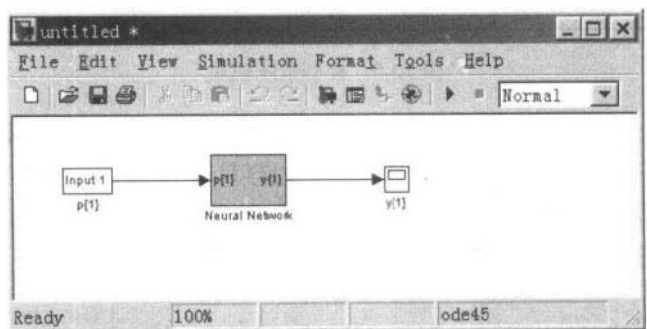 untitled *
File Edit View Simulation Format Tools Help
Normal
Input 1
p{1}
p{1} y{1}
Neural Network
y{1}
Ready 100% ode45